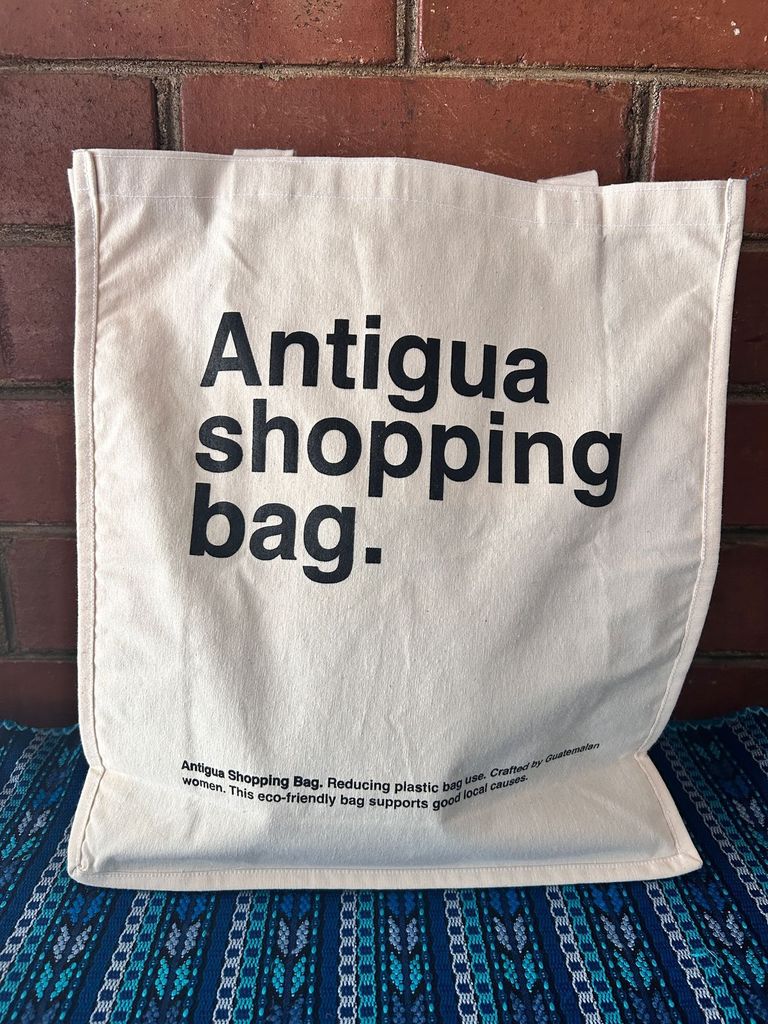 Antigua
shopping
bag.
Antigua Shopping Bag. Reducing plastic bag use. Crafted by Guatemalan
women. This eco-friendly bag supports good local causes.